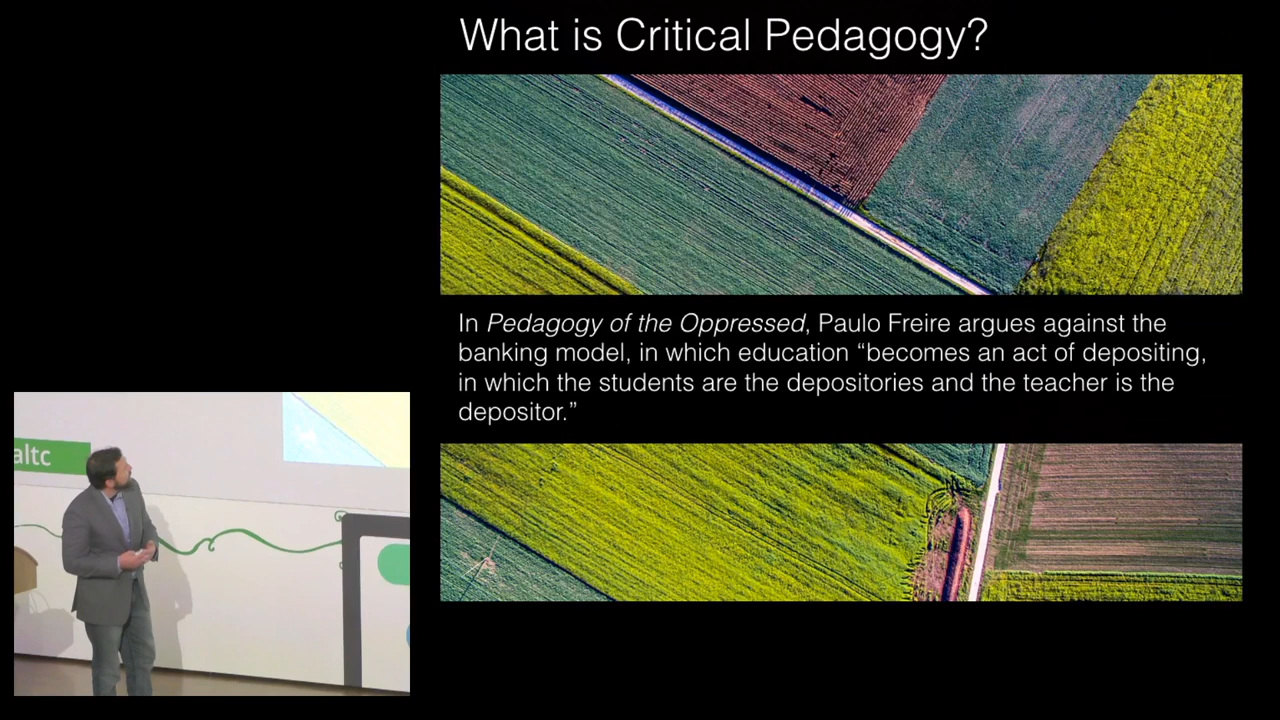 What is Critical Pedagogy?
In Pedagogy of the Oppressed, Paulo Freire argues against the
banking model, in which education “becomes an act of depositing,
in which the students are the depositories and the teacher is the
depositor.”
altc